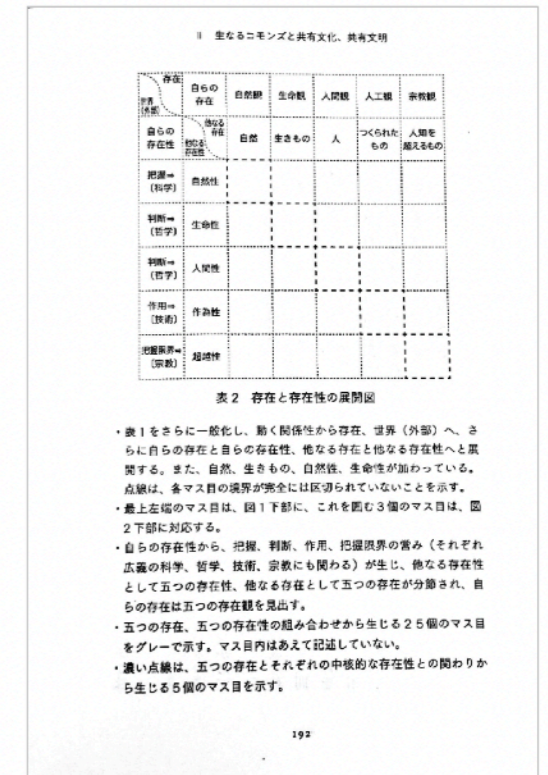 Ⅱ 生なるコモンズと共有文化、共有文明
存在
世界
(外部)
自らの
存在
自然観
生命観
人間観
人工観
宗教観
自らの
存在性
他なる
存在
他なる
存在性
自然
生きもの
人
つくられた
もの
人知を
超えるもの
把握⇒
〔科学〕
自然性
判断⇒
〔哲学〕
生命性
判断⇒
〔哲学〕
人間性
作用⇒
〔技術〕
作為性
把握限界⇒
〔宗教〕
超越性
表2 存在と存在性の展開図
・表1をさらに一般化し、動く関係性から存在、世界（外部）へ、さ
らに自らの存在と自らの存在性、他なる存在と他なる存在性へと展
開する。また、自然、生きもの、自然性、生命性が加わっている。
点線は、各マス目の境界が完全には区切られていないことを示す。
・最上左端のマス目は、図1下部に、これを囲む3個のマス目は、図
2下部に対応する。
・自らの存在性から、把握、判断、作用、把握限界の営み（それぞれ
広義の科学、哲学、技術、宗教にも関わる）が生じ、他なる存在性
として五つの存在性、他なる存在として五つの存在が分節され、自
らの存在は五つの存在観を見出す。
・五つの存在、五つの存在性の組み合わせから生じる25個のマス目
をグレーで示す。マス目内はあえて記述していない。
・濃い点線は、五つの存在とそれぞれの中核的な存在性との関わりか
ら生じる5個のマス目を示す。
192